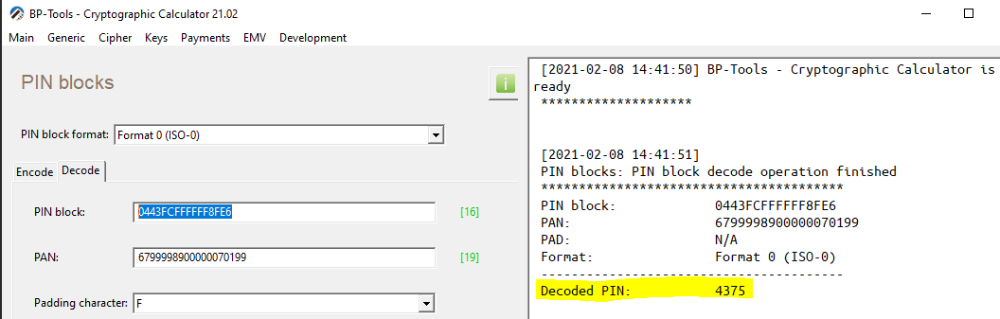 BP-Tools - Cryptographic Calculator 21.02
Main Generic Cipher Keys Payments EMV Development
PIN blocks
i
PIN block format: Format 0 (ISO-0)
Encode Decode
PIN block: 0443FCFFFFFF8FE6 [16]
PAN: 6799998900000070199 [19]
Padding character: F
[2021-02-08 14:41:50] BP-Tools - Cryptographic Calculator is
ready
********************
[2021-02-08 14:41:51]
PIN blocks: PIN block decode operation finished
****************************************
PIN block: 0443FCFFFFFF8FE6
PAN: 6799998900000070199
PAD: N/A
Format: Format 0 (ISO-0)
----------------------------------------
Decoded PIN: 4375